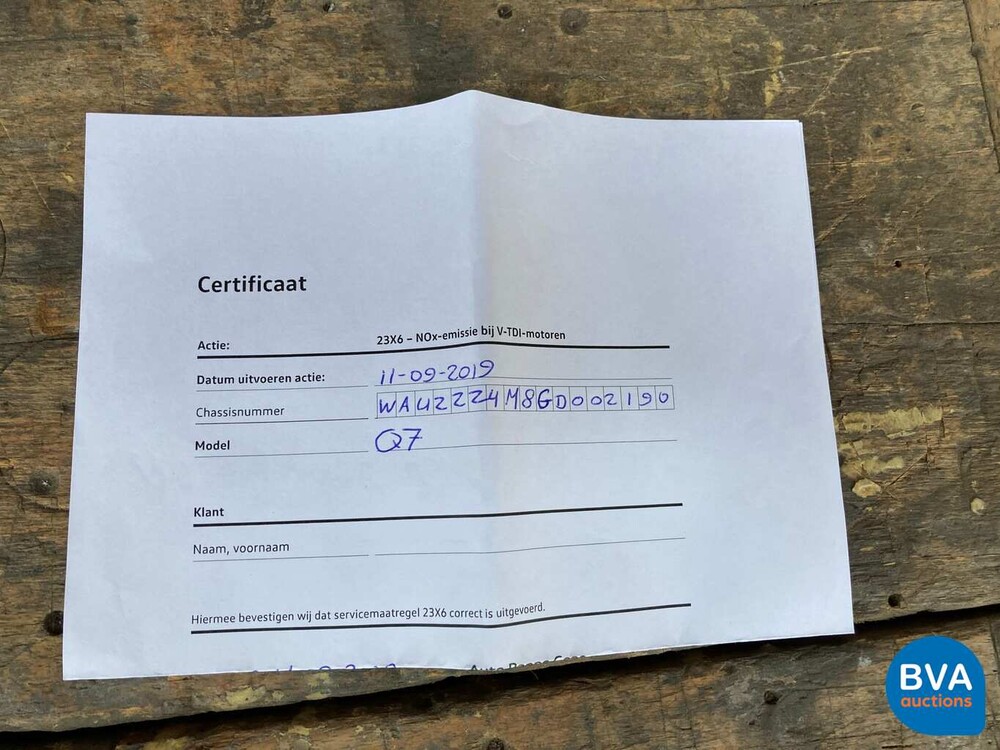 Certificaat
Actie: 23X6 – NOx-emissie bij V-TDI-motoren
Datum uitvoeren actie: 11-09-2019
Chassisnummer WAUZZZ4M8GD002190
Model Q7
Klant
Naam, voornaam
Hiermee bevestigen wij dat servicemaatregel 23X6 correct is uitgevoerd.
BVA
auctions